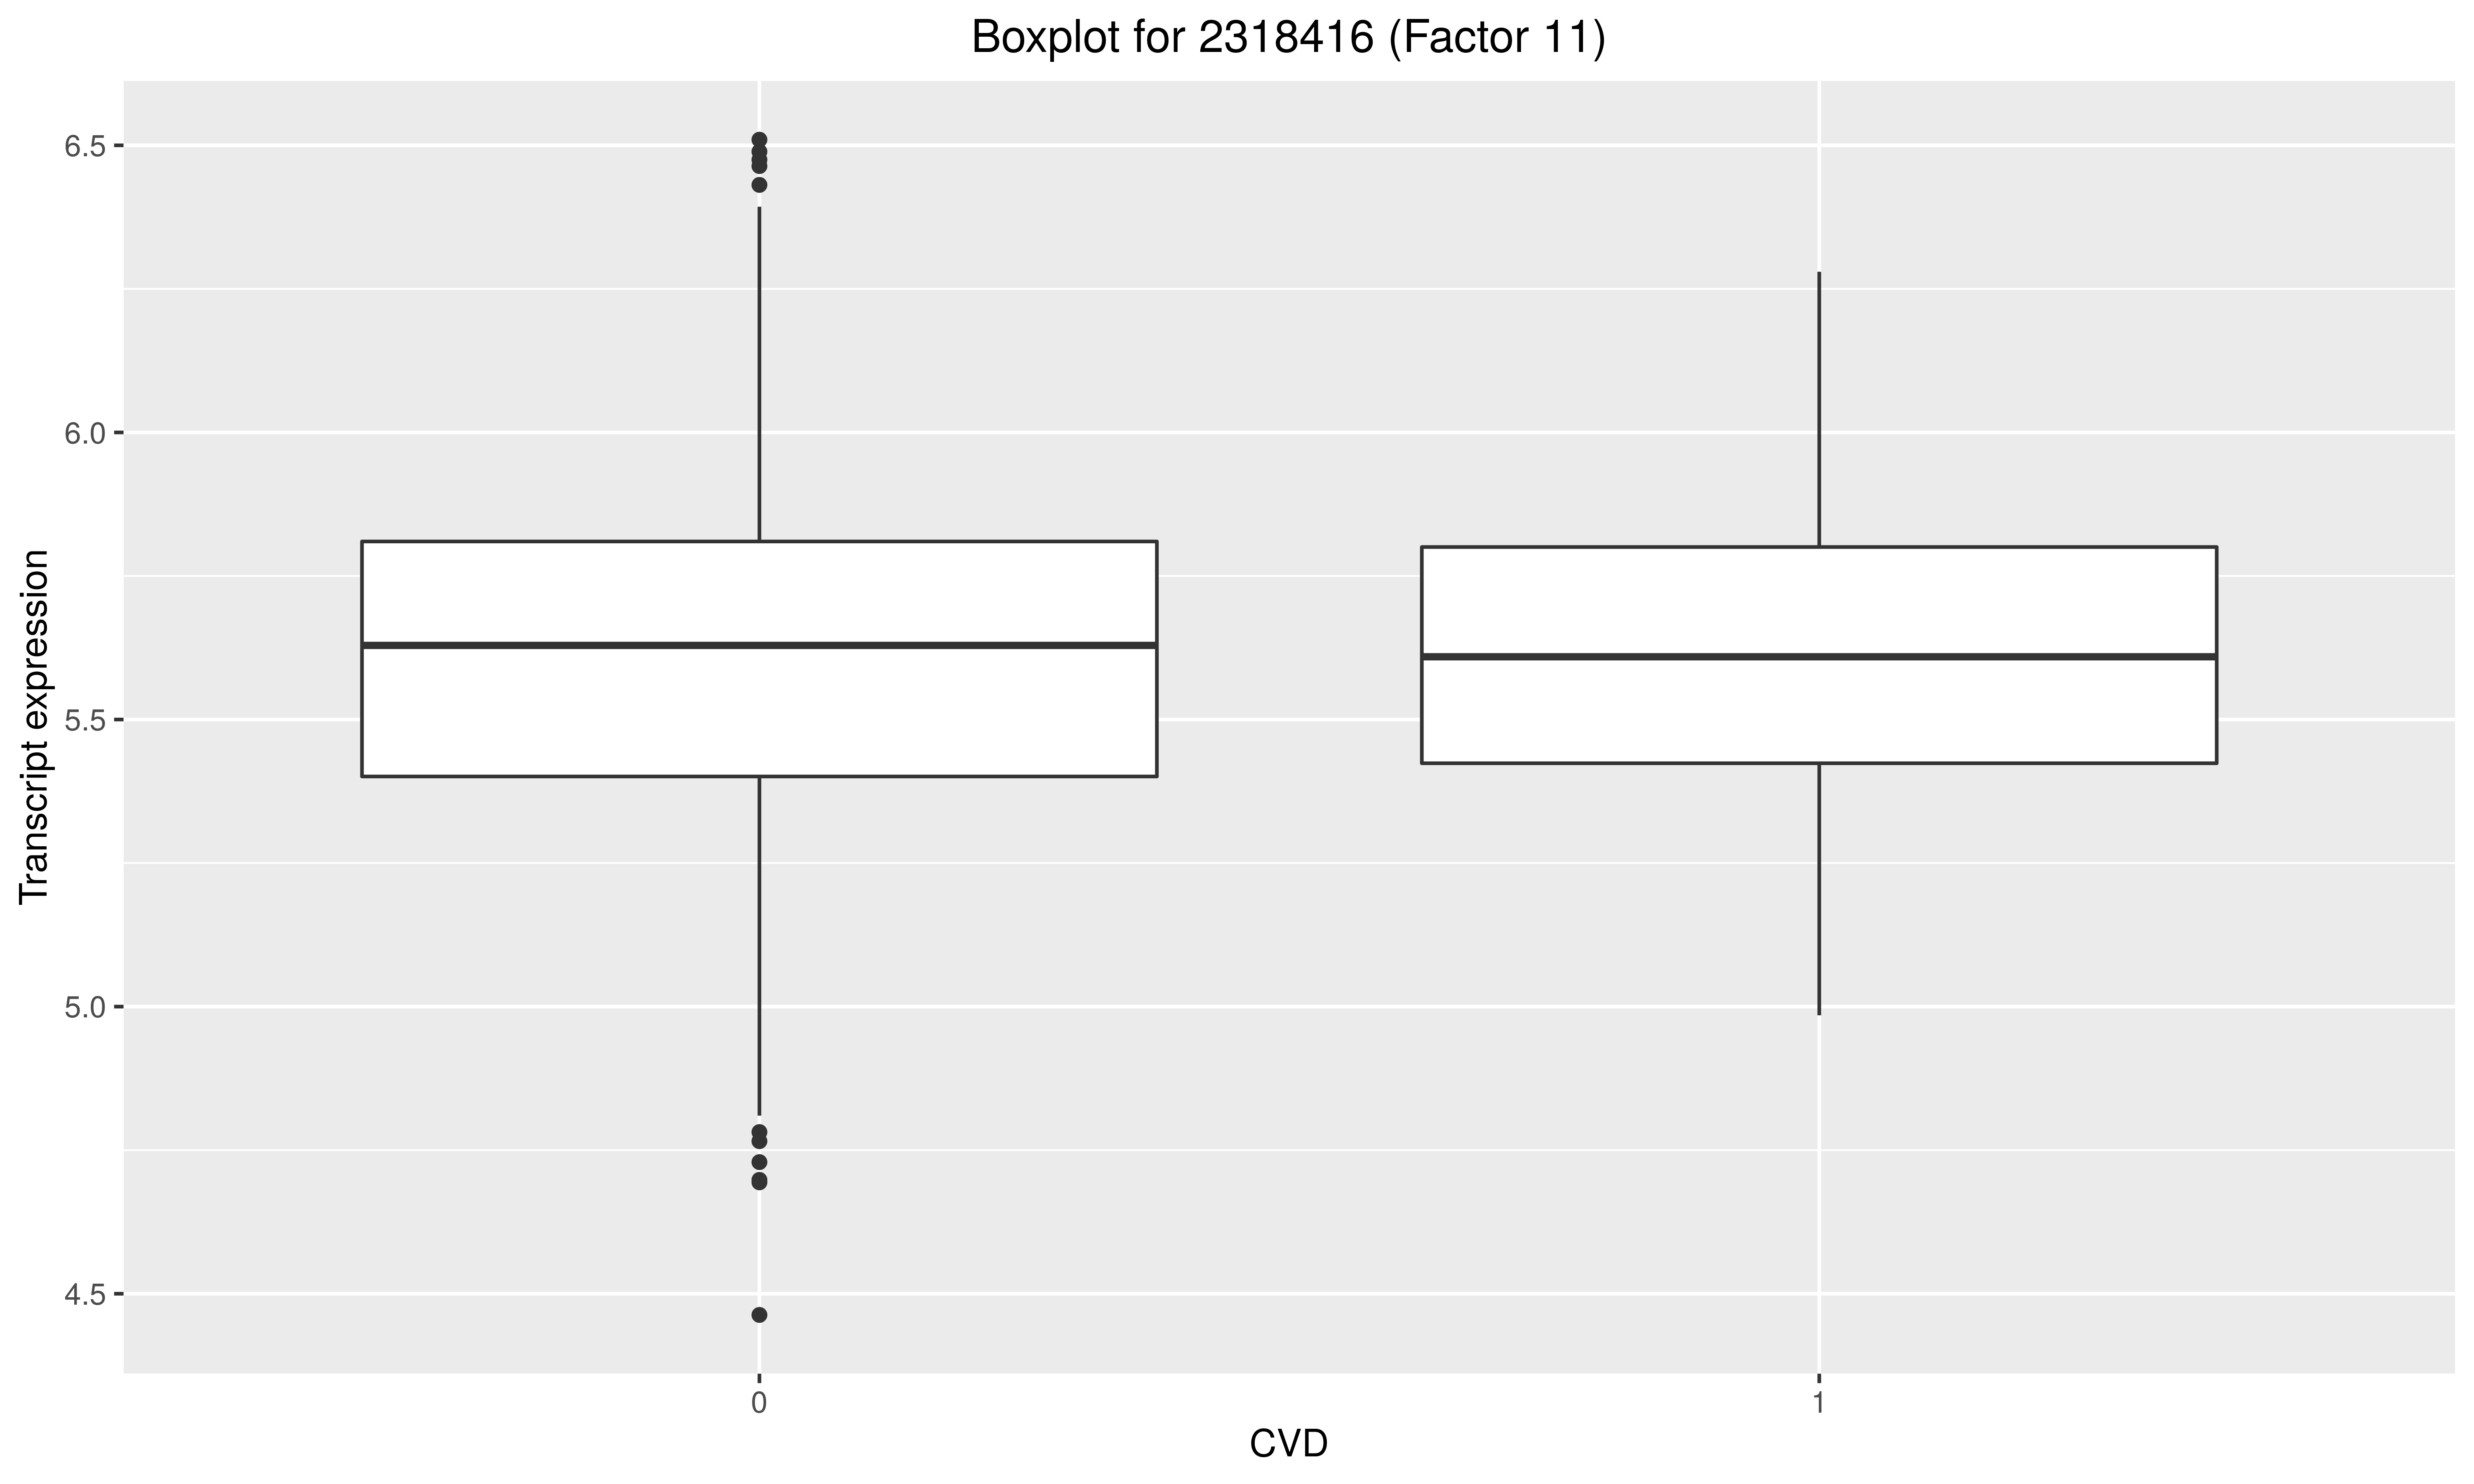 Boxplot for 2318416 (Factor 11)
Transcript expression
6.5
6.0
5.5
5.0
4.5
0
1
CVD